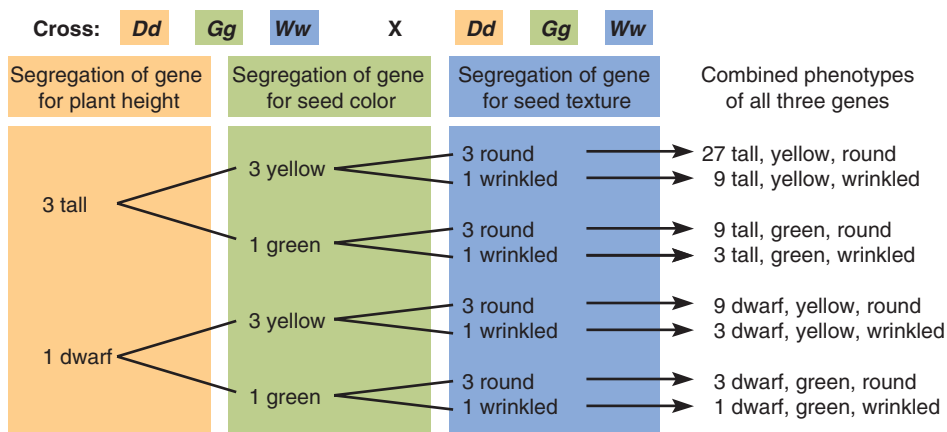 Cross: Dd Gg Ww X Dd Gg Ww
Segregation of gene
for plant height
Segregation of gene
for seed color
Segregation of gene
for seed texture
Combined phenotypes
of all three genes
3 tall
1 dwarf
3 yellow
1 green
3 yellow
1 green
3 round
1 wrinkled
3 round
1 wrinkled
3 round
1 wrinkled
3 round
1 wrinkled
27 tall, yellow, round
9 tall, yellow, wrinkled
9 tall, green, round
3 tall, green, wrinkled
9 dwarf, yellow, round
3 dwarf, yellow, wrinkled
3 dwarf, green, round
1 dwarf, green, wrinkled